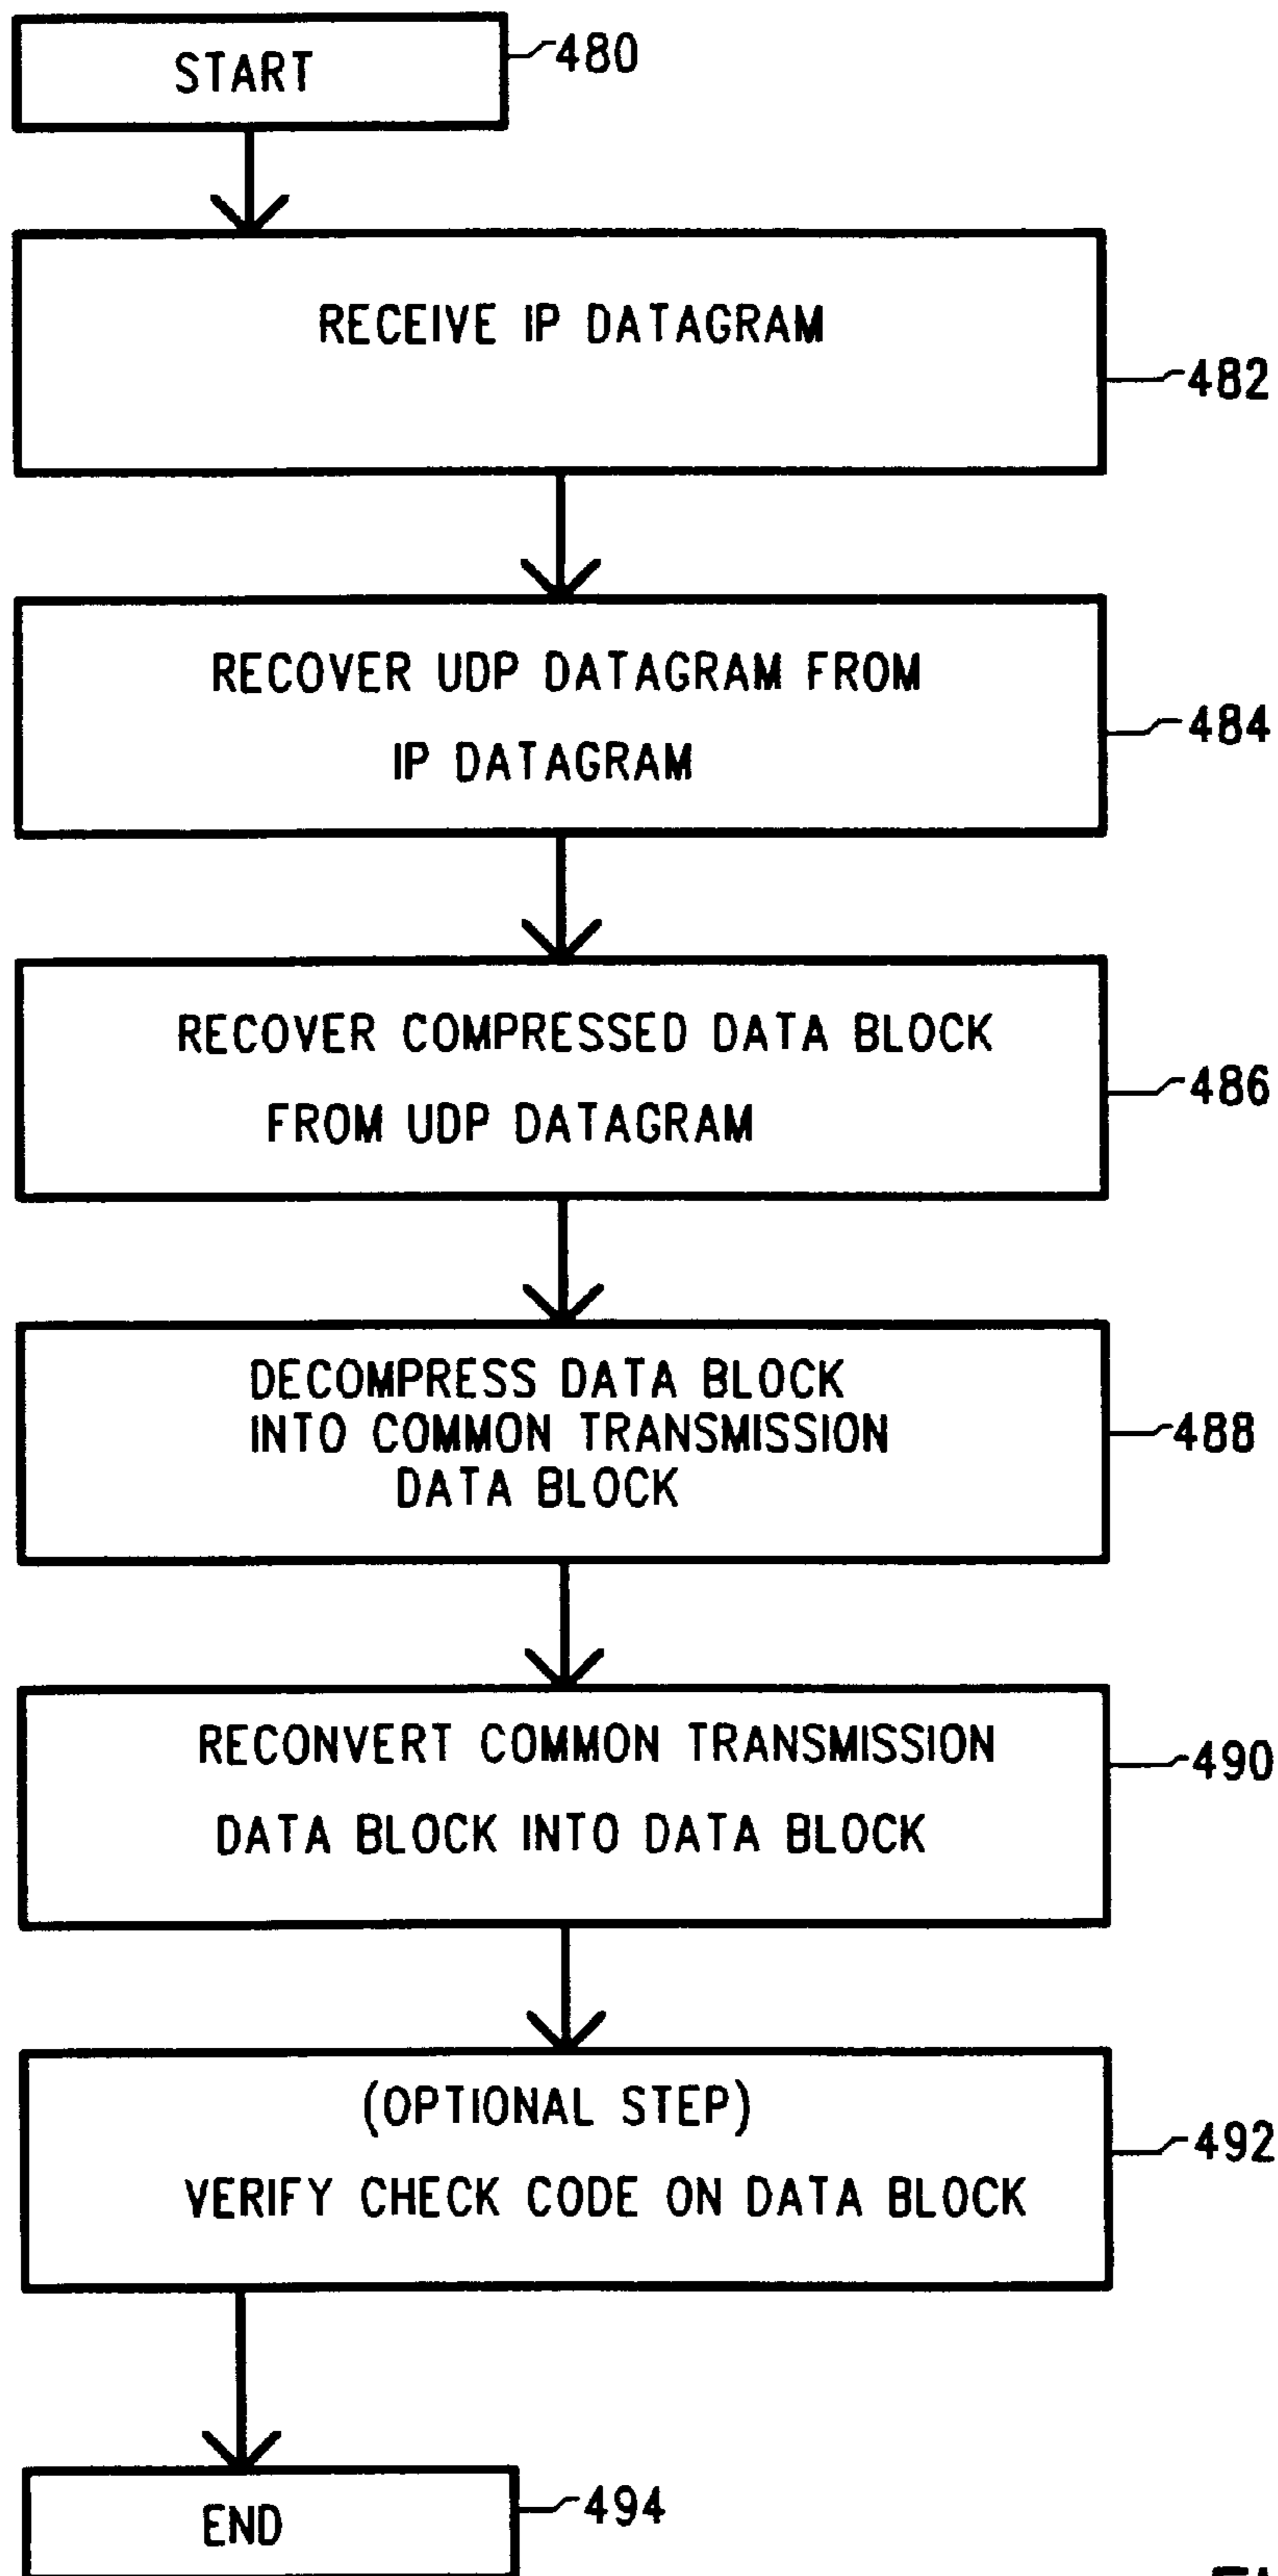 START
480
RECEIVE IP DATAGRAM
482
RECOVER UDP DATAGRAM FROM
IP DATAGRAM
484
RECOVER COMPRESSED DATA BLOCK
FROM UDP DATAGRAM
486
DECOMPRESS DATA BLOCK
INTO COMMON TRANSMISSION
DATA BLOCK
488
RECONVERT COMMON TRANSMISSION
DATA BLOCK INTO DATA BLOCK
490
(OPTIONAL STEP)
VERIFY CHECK CODE ON DATA BLOCK
492
END
494